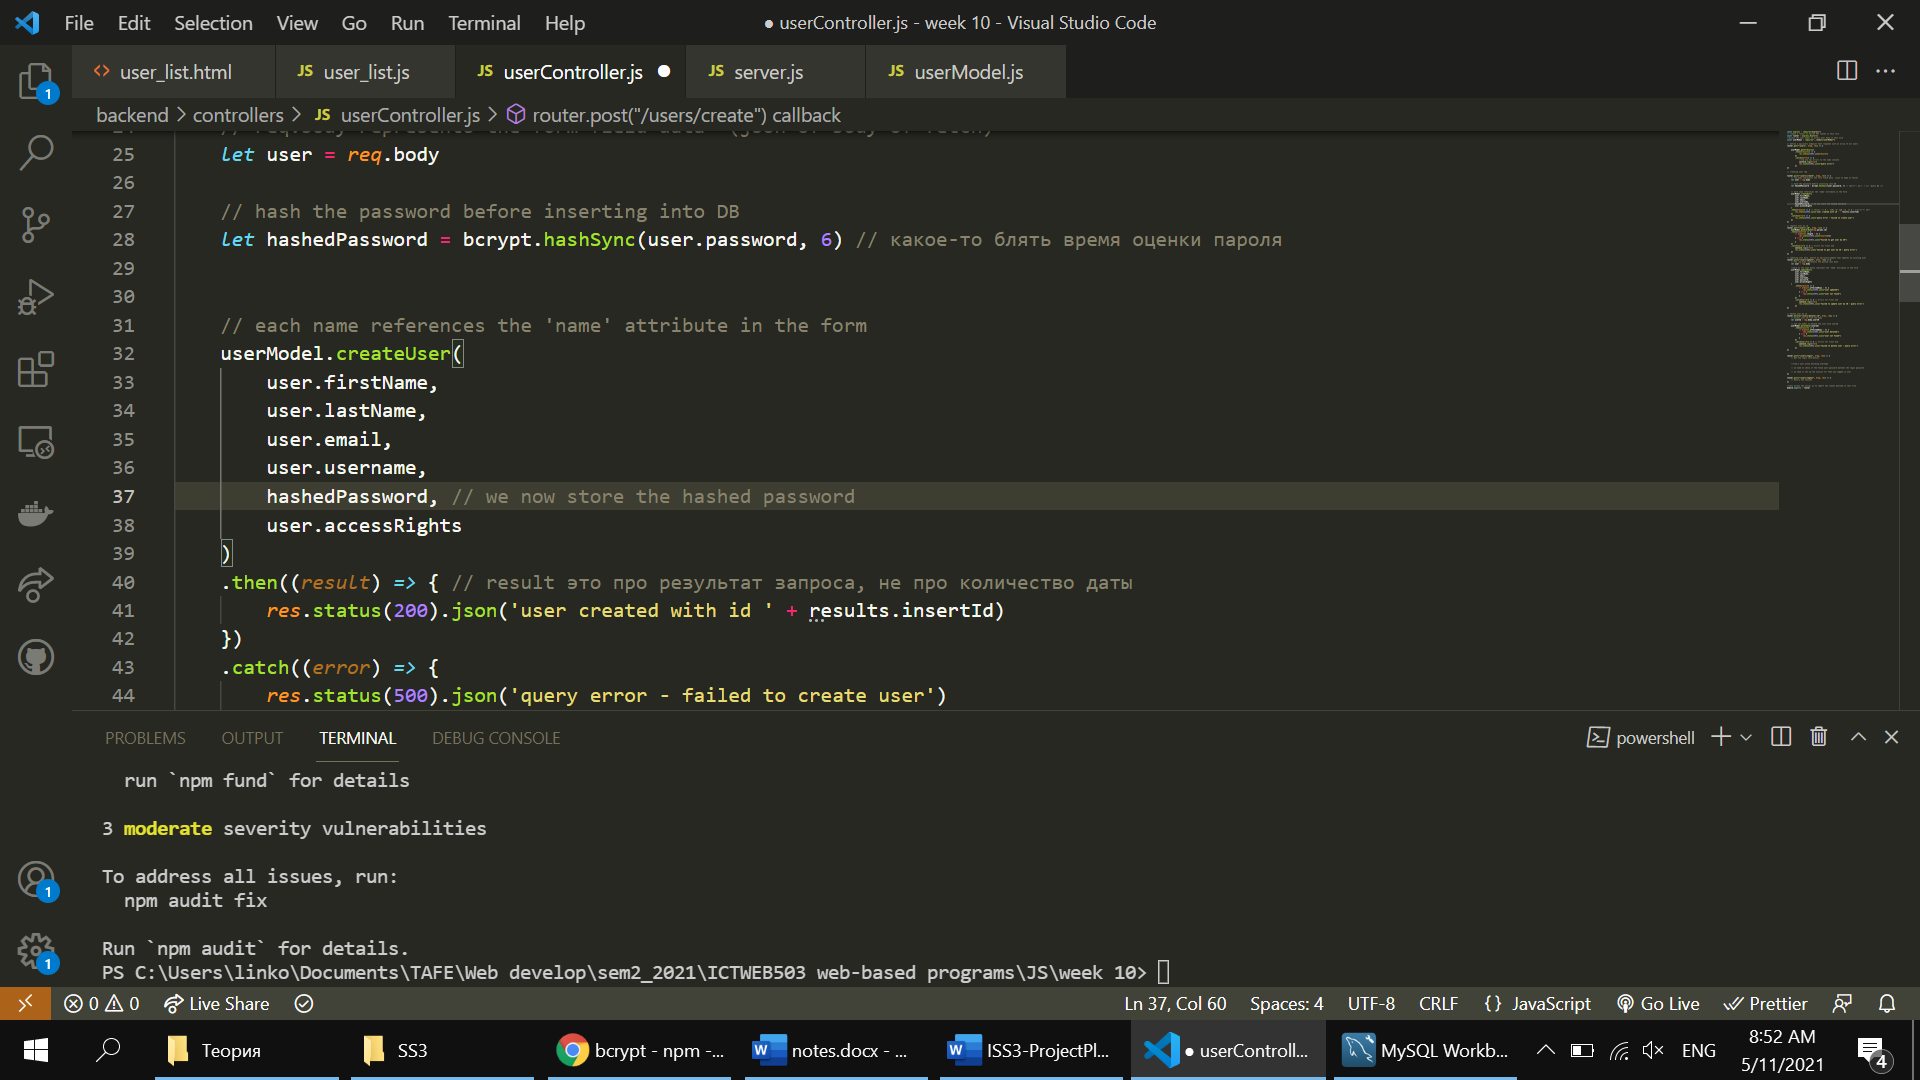 File Edit Selection View Go Run Terminal Help
● userController.js - week 10 - Visual Studio Code
1
<> user_list.html
JS user_list.js
JS userController.js ●
JS server.js
JS userModel.js
backend > controllers > JS userController.js > router.post("/users/create") callback
25 let user = req.body
26
27 // hash the password before inserting into DB
28 let hashedPassword = bcrypt.hashSync(user.password, 6) // какое-то блять время оценки пароля
29
30
31 // each name references the 'name' attribute in the form
32 userModel.createUser(
33 user.firstName,
34 user.lastName,
35 user.email,
36 user.username,
37 hashedPassword, // we now store the hashed password
38 user.accessRights
39 )
40 .then((result) => { // result это про результат запроса, не про количество даты
41 res.status(200).json('user created with id ' + results.insertId)
42 })
43 .catch((error) => {
44 res.status(500).json('query error - failed to create user')
PROBLEMS OUTPUT TERMINAL DEBUG CONSOLE
powershell
run `npm fund` for details
3 moderate severity vulnerabilities
To address all issues, run:
npm audit fix
Run `npm audit` for details.
PS C:\Users\linko\Documents\TAFE\Web develop\sem2_2021\ICTWEB503 web-based programs\JS\week 10>
1
1
0 0 Live Share
Ln 37, Col 60 Spaces: 4 UTF-8 CRLF {} JavaScript Go Live Prettier
Теория
SS3
bcrypt - npm -...
notes.docx - ...
ISS3-ProjectPl...
● userControll...
MySQL Workb...
ENG
8:52 AM
5/11/2021
4